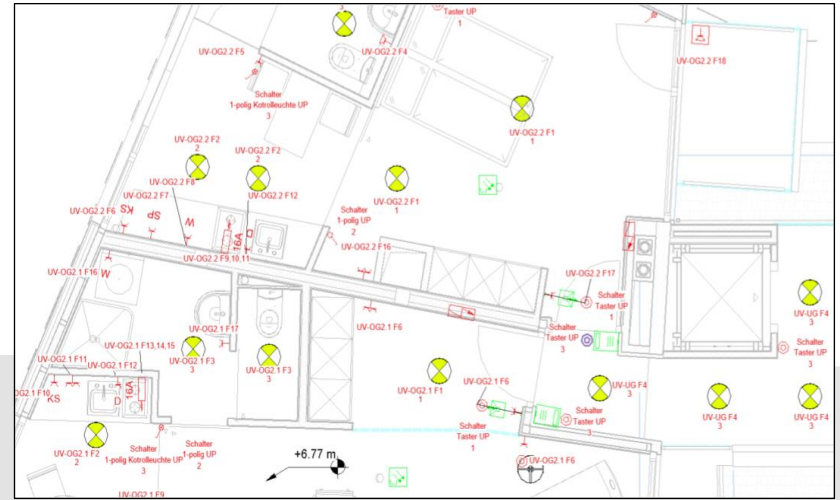 3
Schalter
Taster UP
1
UV-OG2.2 F5
UV-OG2.2 F4
UV-OG2.2 F18
Schalter
1-polig Kotrolleuchte UP
3
UV-OG2.2 F1
1
UV-OG2.2 F2
2
UV-OG2.2 F2
2
UV-OG2.2 F8
UV-OG2.2 F7
UV-OG2.2 F12
UV-OG2.2 F1
1
UV-OG2.2 F6
KS
SP
W
16A
D
Schalter
1-polig UP
2
UV-OG2.2 F16
UV-OG2.2 F9,10,11
UV-OG2.1 F16
W
UV-OG2.2 F17
Schalter
Taster UP
1
UV-OG2.1 F17
UV-OG2.1 F6
UV-UG F4
3
Schalter
Taster UP
3
Schalter
Taster UP
3
UV-OG2.1 F13,14,15
UV-OG2.1 F11
UV-OG2.1 F12
UV-OG2.1 F3
3
UV-OG2.1 F3
3
UV-OG2.1 F1
1
UV-OG2.1 F6
UV-UG F4
3
UV-UG F4
3
UV-UG F4
3
OG2.1 F10
KS
D
16A
Schalter
Taster UP
3
Schalter
Taster UP
1
UV-OG2.1 F2
2
Schalter
1-polig Kotrolleuchte UP
3
Schalter
1-polig UP
2
+6.77 m
UV-OG2.1 F6
UV-OG2.1 F9